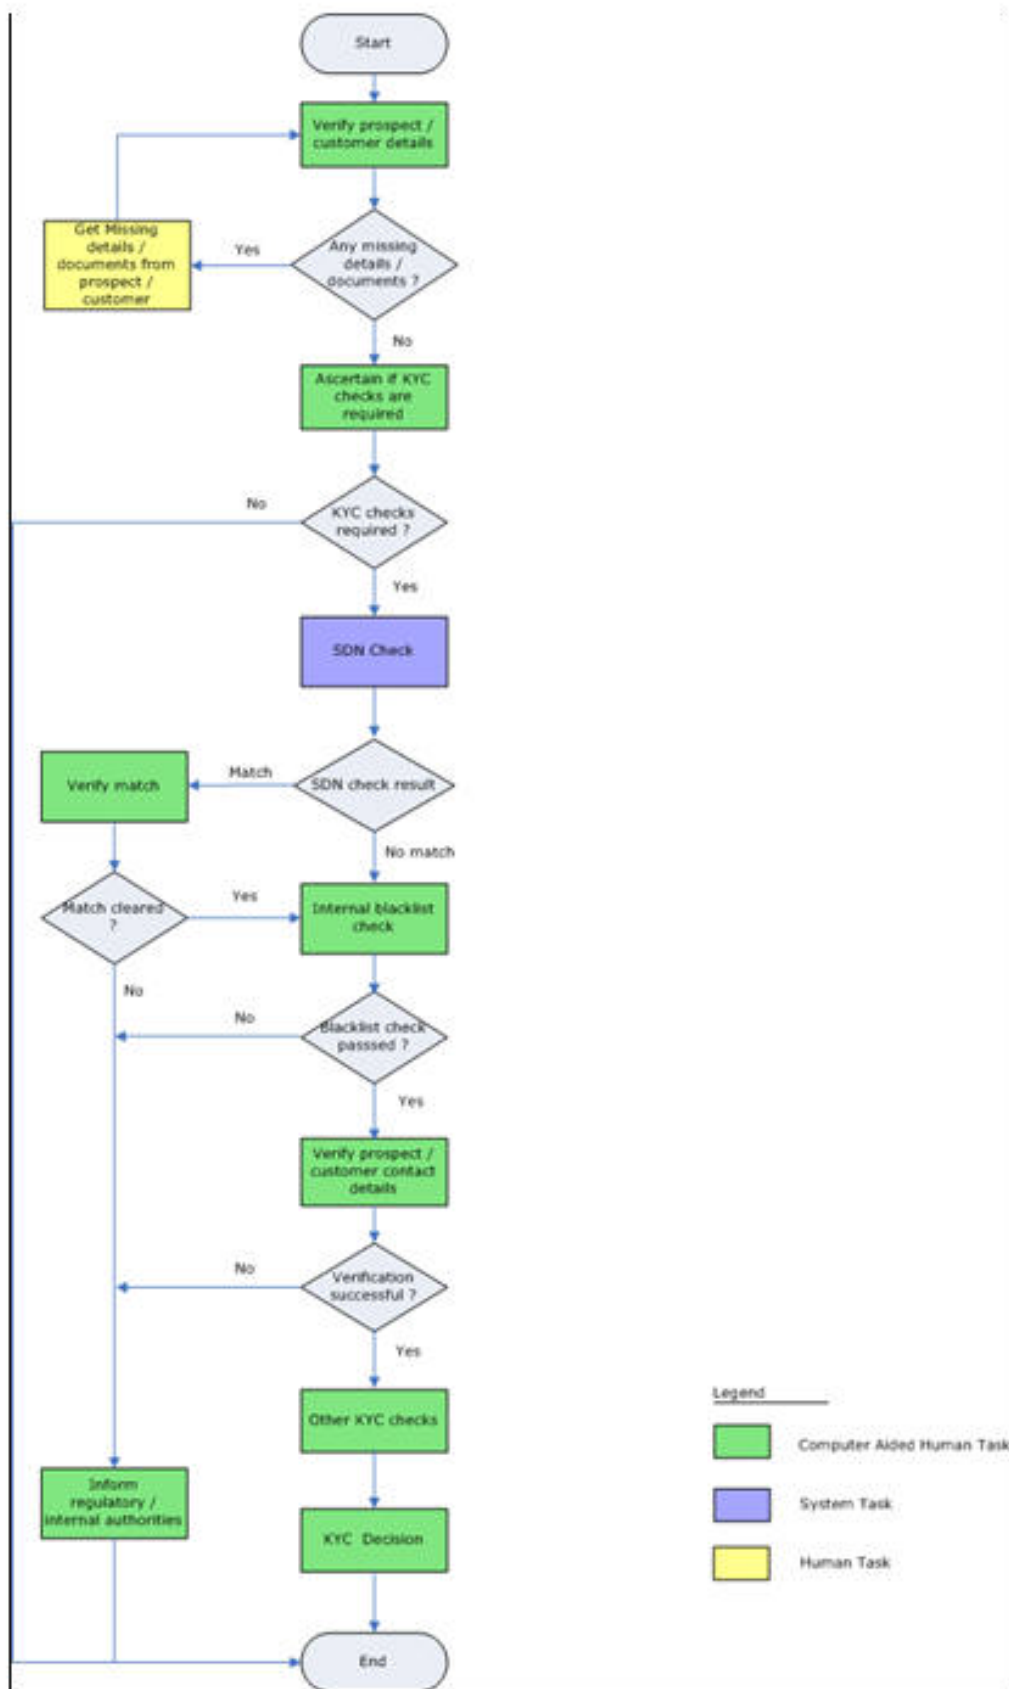 Start
Verify prospect /
customer details
Get Missing
details /
documents from
prospect /
customer
Yes
Any missing
details /
documents ?
No
Ascertain if KYC
checks are
required
No
KYC checks
required ?
Yes
SDN Check
Verify match
Match
SDN check result
No match
Match cleared
?
Yes
Internal blacklist
check
No
No
Blacklist check
passsed ?
Yes
Verify prospect /
customer contact
details
No
Verification
successful ?
Yes
Other KYC checks
Inform
regulatory /
internal authorities
KYC Decision
End
Legend
Computer Aided Human Task
System Task
Human Task